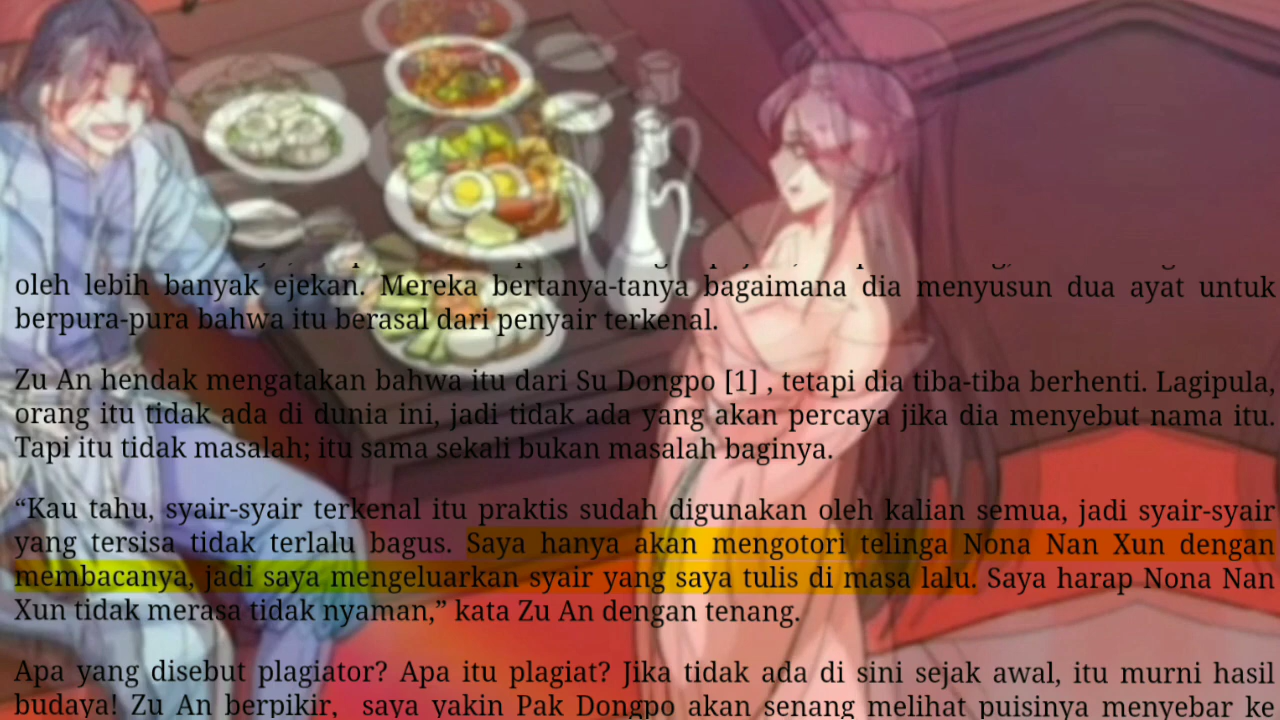 oleh lebih banyak ejekan. Mereka bertanya-tanya bagaimana dia menyusun dua ayat untuk
berpura-pura bahwa itu berasal dari penyair terkenal.
Zu An hendak mengatakan bahwa itu dari Su Dongpo [1] , tetapi dia tiba-tiba berhenti. Lagipula,
orang itu tidak ada di dunia ini, jadi tidak ada yang akan percaya jika dia menyebut nama itu.
Tapi itu tidak masalah; itu sama sekali bukan masalah baginya.
“Kau tahu, syair-syair terkenal itu praktis sudah digunakan oleh kalian semua, jadi syair-syair
yang tersisa tidak terlalu bagus. Saya hanya akan mengotori telinga Nona Nan Xun dengan
membacanya, jadi saya mengeluarkan syair yang saya tulis di masa lalu. Saya harap Nona Nan
Xun tidak merasa tidak nyaman,” kata Zu An dengan tenang.
Apa yang disebut plagiator? Apa itu plagiat? Jika tidak ada di sini sejak awal, itu murni hasil
budaya! Zu An berpikir, saya yakin Pak Dongpo akan senang melihat puisinya menyebar ke